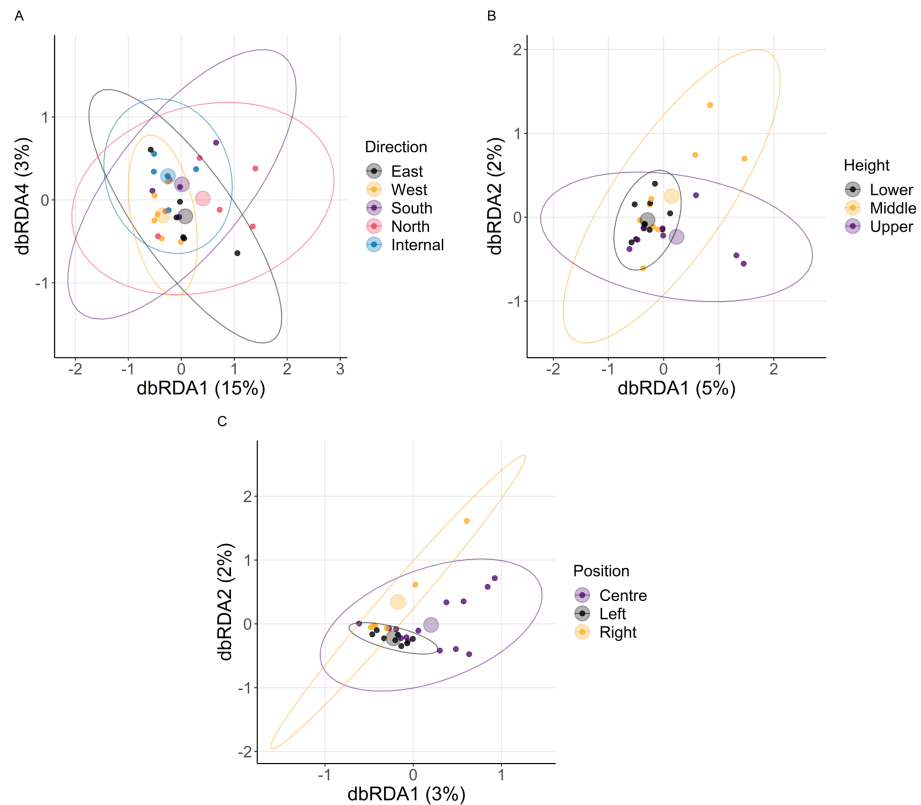 A
dbRDA4 (3%)
1
0
-1
-2
-1
0
1
2
3
dbRDA1 (15%)
Direction
East
West
South
North
Internal
B
dbRDA2 (2%)
2
1
0
-1
-2
-1
0
1
2
dbRDA1 (5%)
Height
Lower
Middle
Upper
C
dbRDA2 (2%)
2
1
0
-1
-2
-1
0
1
dbRDA1 (3%)
Position
Centre
Left
Right